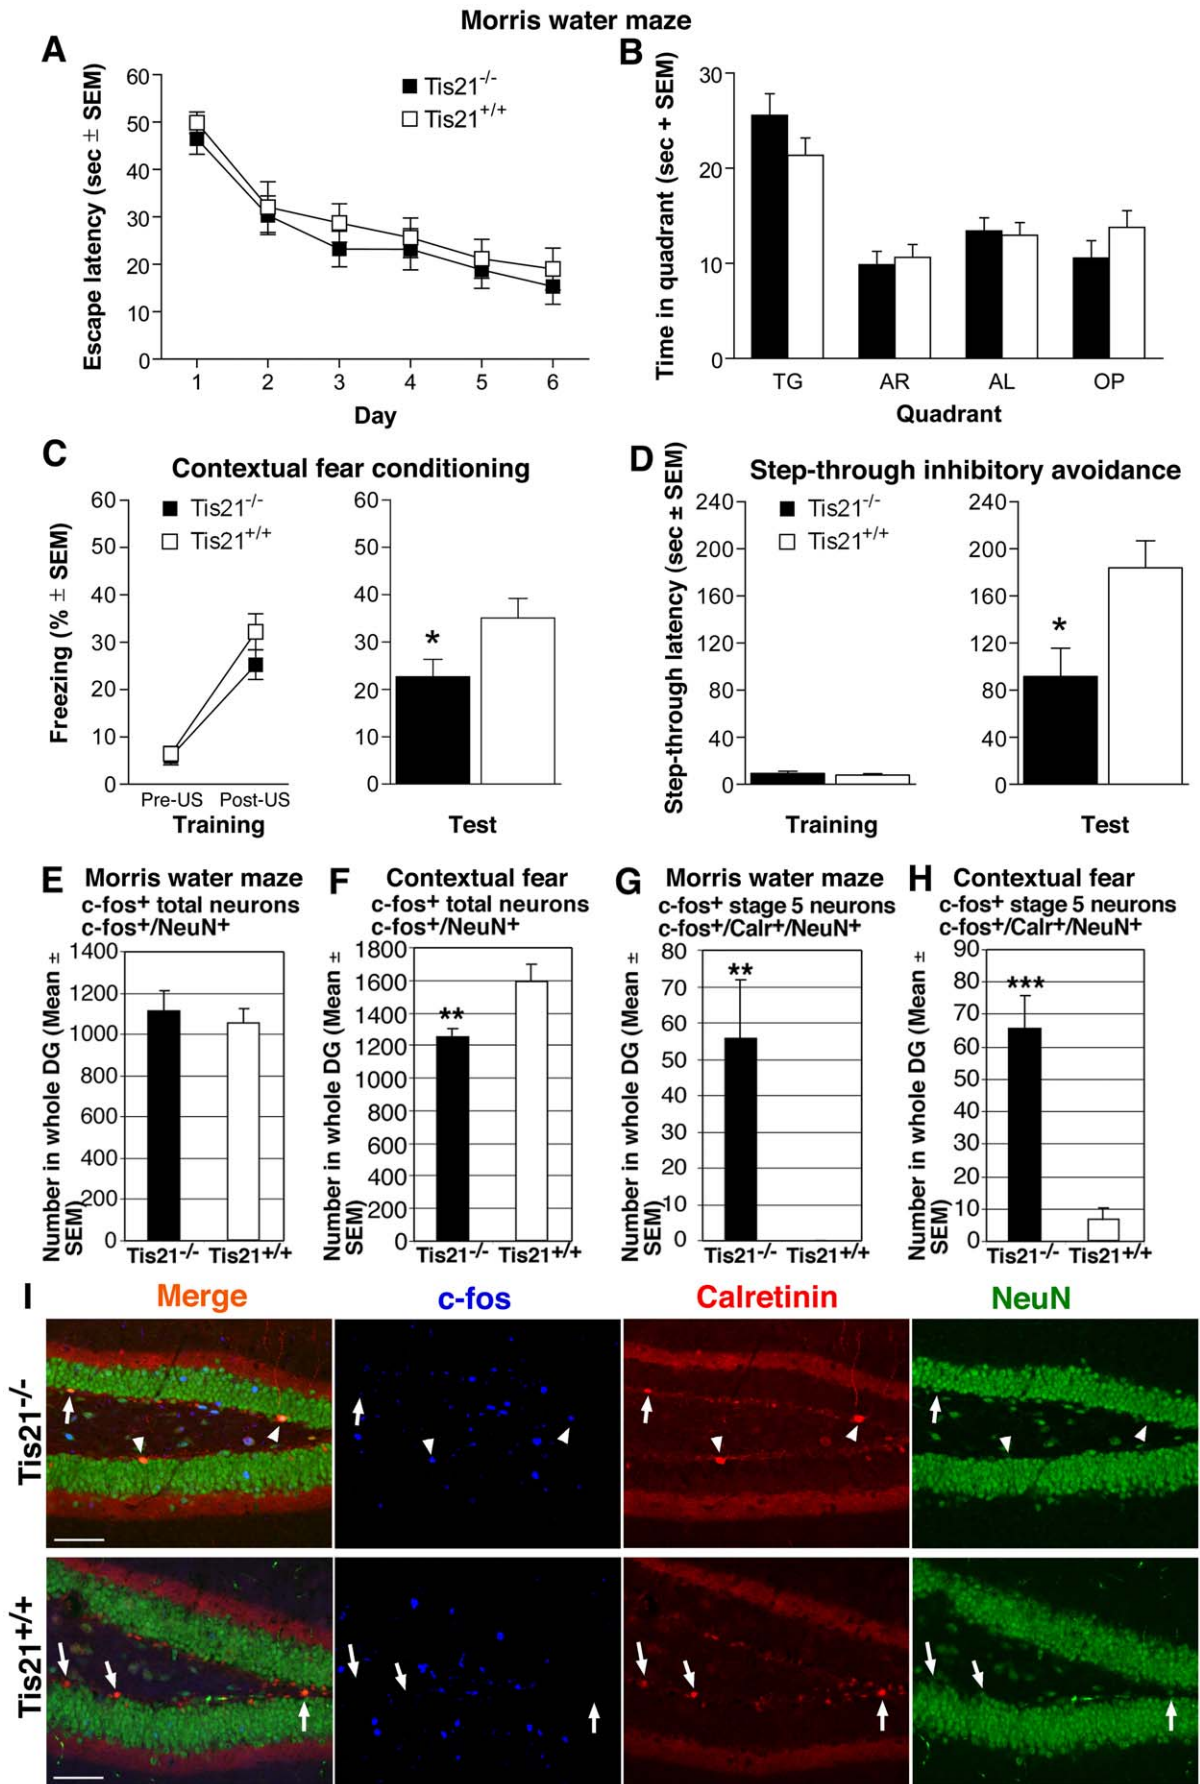 Morris water maze
A
Escape latency (sec ± SEM)
60
50
40
30
20
10
0
Tis21-/-
Tis21+/+
1 2 3 4 5 6
Day
B
Time in quadrant (sec + SEM)
30
20
10
0
TG AR AL OP
Quadrant
C
Contextual fear conditioning
Freezing (% ± SEM)
60
50
40
30
20
10
0
Tis21-/-
Tis21+/+
Pre-US Post-US
Training
60
50
40
30
20
10
0
*
Test
D
Step-through inhibitory avoidance
Step-through latency (sec ± SEM)
240
200
160
120
80
40
0
Tis21-/-
Tis21+/+
Training
240
200
160
120
80
40
0
*
Test
E
Morris water maze
c-fos+ total neurons
c-fos+/NeuN+
Number in whole DG (Mean ±
SEM)
1400
1200
1000
800
600
400
200
0
Tis21-/- Tis21+/+
F
Contextual fear
c-fos+ total neurons
c-fos+/NeuN+
Number in whole DG (Mean ±
SEM)
1800
1600
1400
1200
1000
800
600
400
200
0
**
Tis21-/- Tis21+/+
G
Morris water maze
c-fos+ stage 5 neurons
c-fos+/Calr+/NeuN+
Number in whole DG (Mean ±
SEM)
80
70
60
50
40
30
20
10
0
**
Tis21-/- Tis21+/+
H
Contextual fear
c-fos+ stage 5 neurons
c-fos+/Calr+/NeuN+
Number in whole DG (Mean ±
SEM)
90
80
70
60
50
40
30
20
10
0
***
Tis21-/- Tis21+/+
I
Merge c-fos Calretinin NeuN
Tis21-/-
Tis21+/+